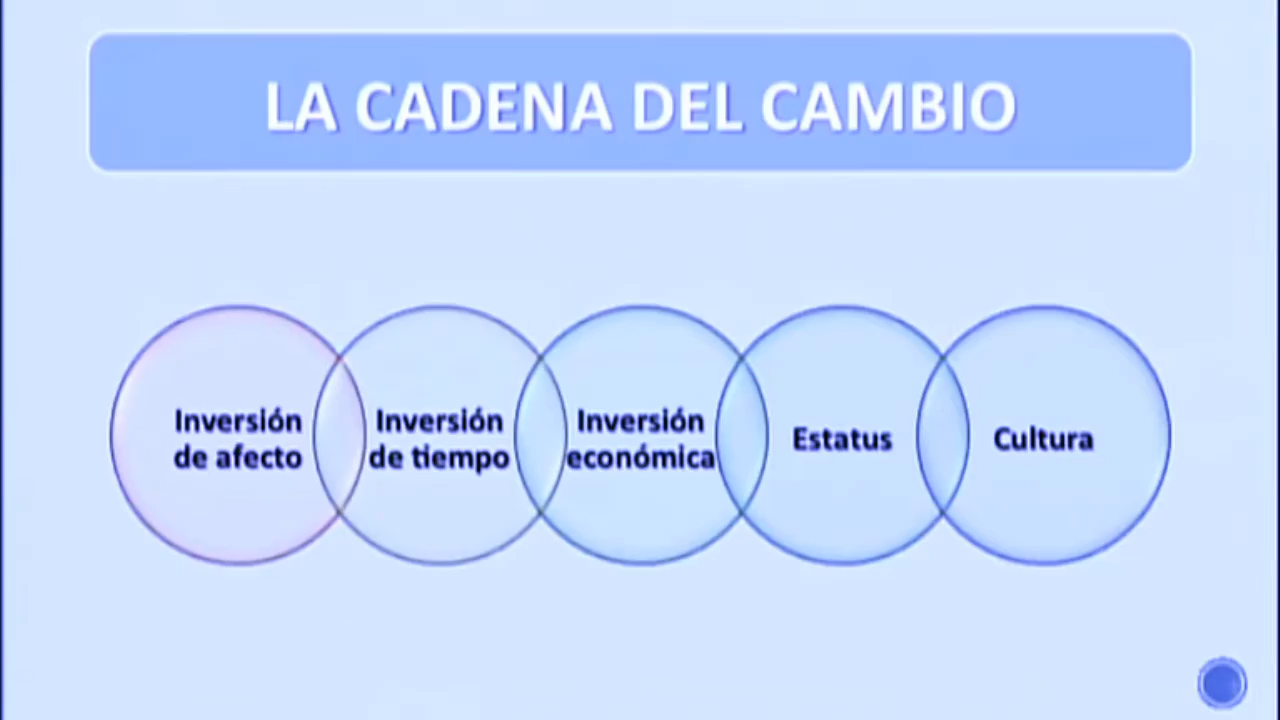 LA CADENA DEL CAMBIO
Inversión
de afecto
Inversión
de tiempo
Inversión
económica
Estatus
Cultura